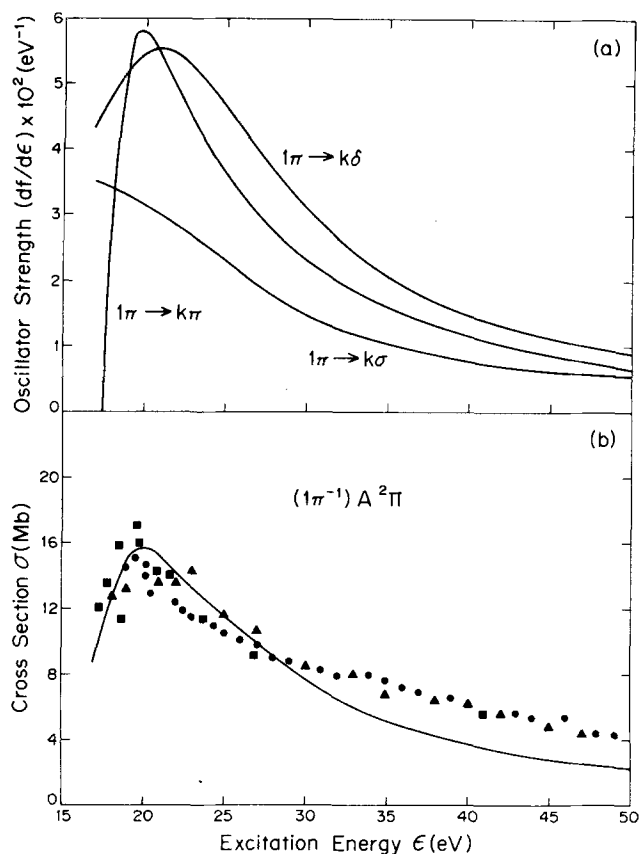 (a)
Oscillator Strength (df/dϵ) x 10² (eV⁻¹)
6
5
4
3
2
1
0
1π → kδ
1π → kπ
1π → kσ
(b)
(1π⁻¹) A ²Π
Cross Section σ(Mb)
16
12
8
4
0
15
20
25
30
35
40
45
50
Excitation Energy ϵ(eV)